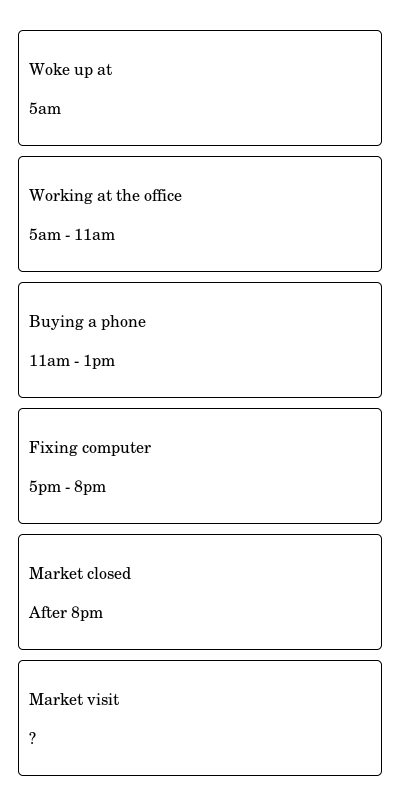 Woke up at
5am
Working at the office
5am - 11am
Buying a phone
11am - 1pm
Fixing computer
5pm - 8pm
Market closed
After 8pm
Market visit
?